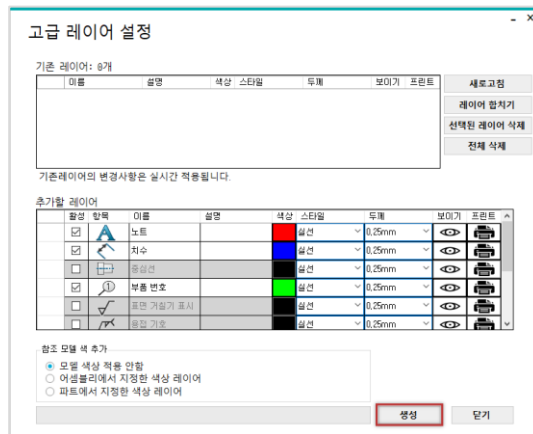 고급 레이어 설정
기존 레이어: 0개
이름 설명 색상 스타일 두께 보이기 프린트
새로고침
레이어 합치기
선택된 레이어 삭제
전체 삭제
기존레이어의 변경사항은 실시간 적용됩니다.
추가할 레이어
활성 항목 이름 설명 색상 스타일 두께 보이기 프린트
노트 실선 0,25mm
치수 실선 0,25mm
중심선 실선 0,25mm
부품 번호 실선 0,25mm
표면 거칠기 표시 실선 0,25mm
용접 기호 실선 0,25mm
참조 모델 색 추가
모델 색상 적용 안함
어셈블리에서 지정한 색상 레이어
파트에서 지정한 색상 레이어
생성 닫기